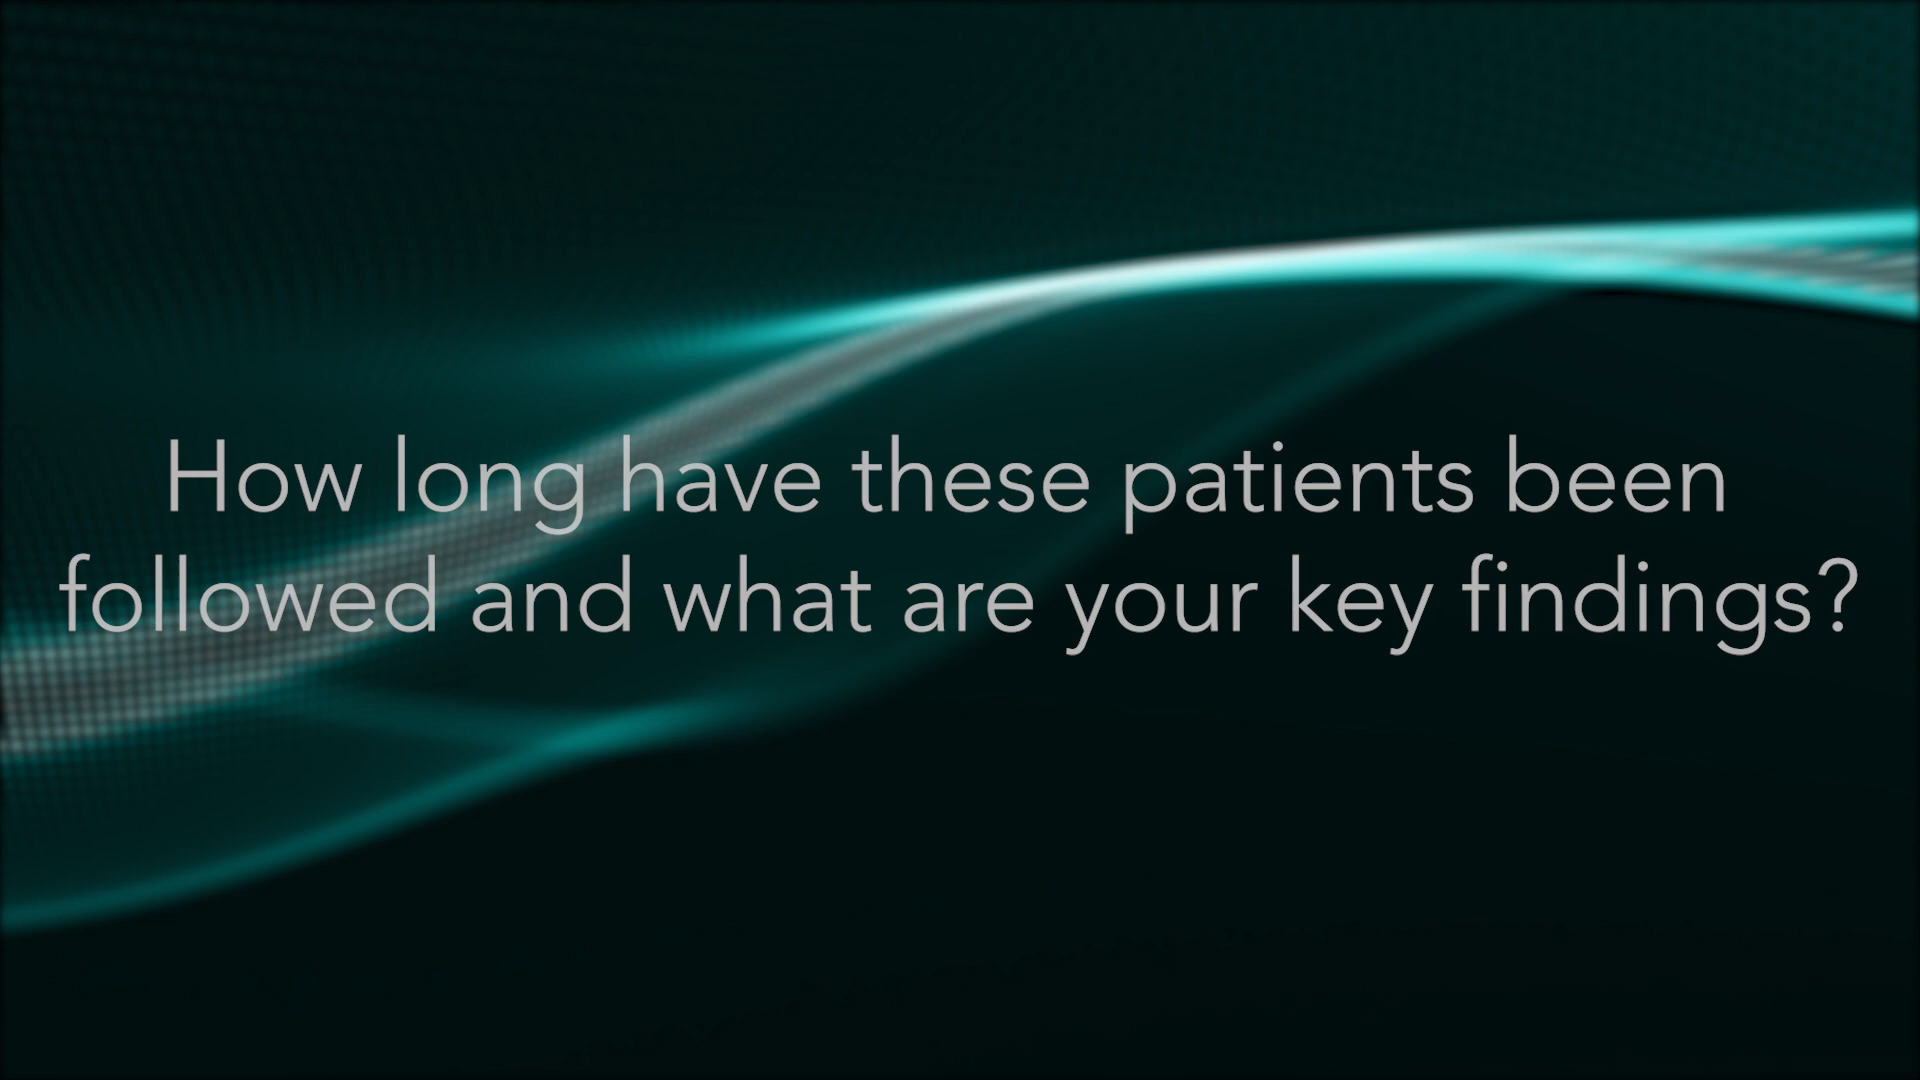 How long have these patients been
followed and what are your key findings?